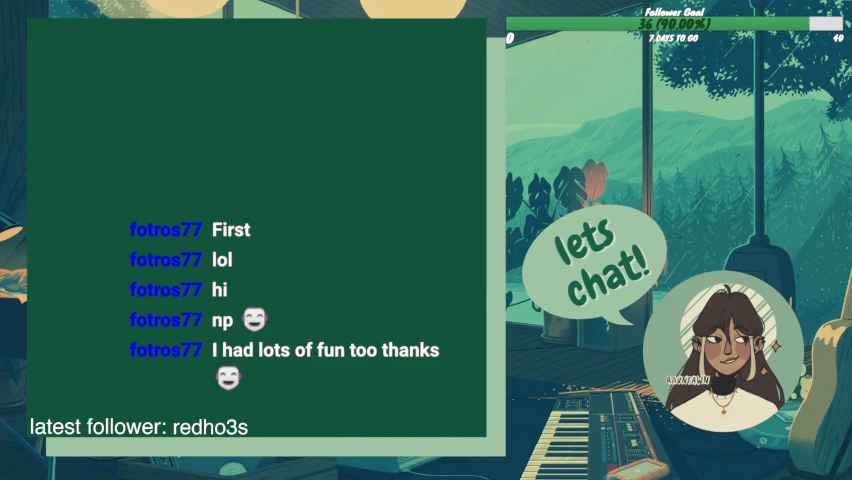 Follower Goal
36 (90.00%)
0
7 DAYS TO GO
40
fotros77 First
fotros77 lol
fotros77 hi
fotros77 np
fotros77 I had lots of fun too thanks
lets
chat!
latest follower: redho3s